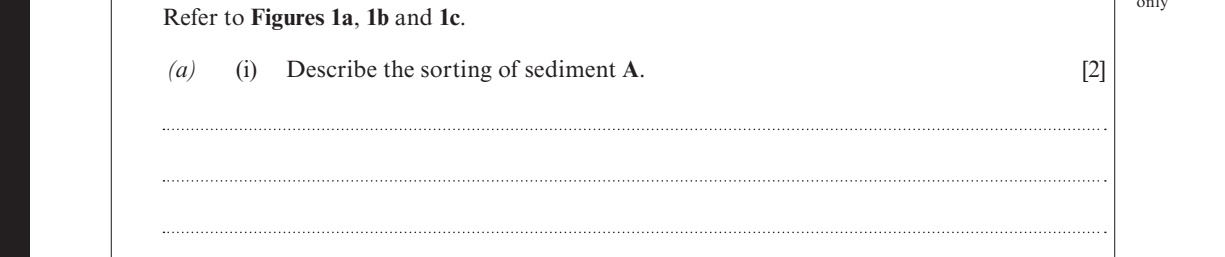 only
Refer to Figures 1a, 1b and 1c.
(a) (i) Describe the sorting of sediment A. [2]